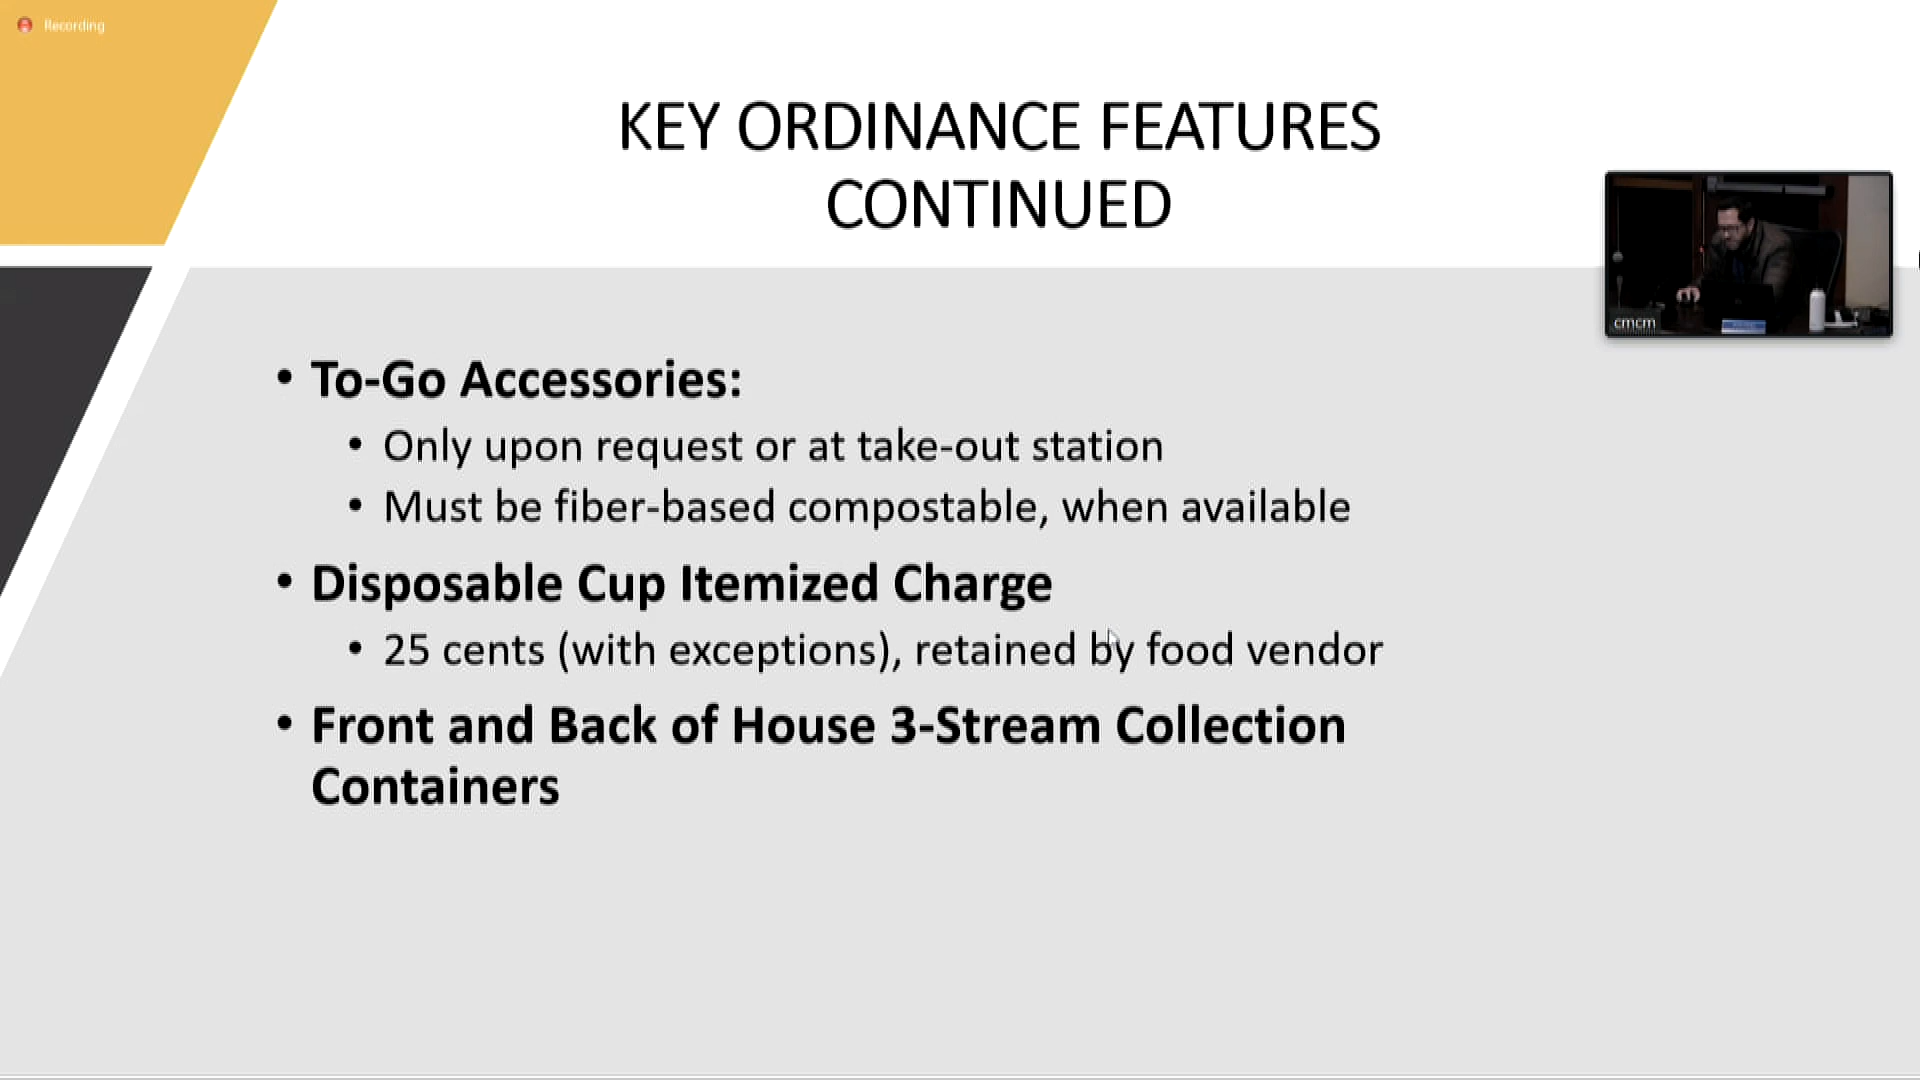 Recording
KEY ORDINANCE FEATURES
CONTINUED
cmcm
• To-Go Accessories:
• Only upon request or at take-out station
• Must be fiber-based compostable, when available
• Disposable Cup Itemized Charge
• 25 cents (with exceptions), retained by food vendor
• Front and Back of House 3-Stream Collection
Containers